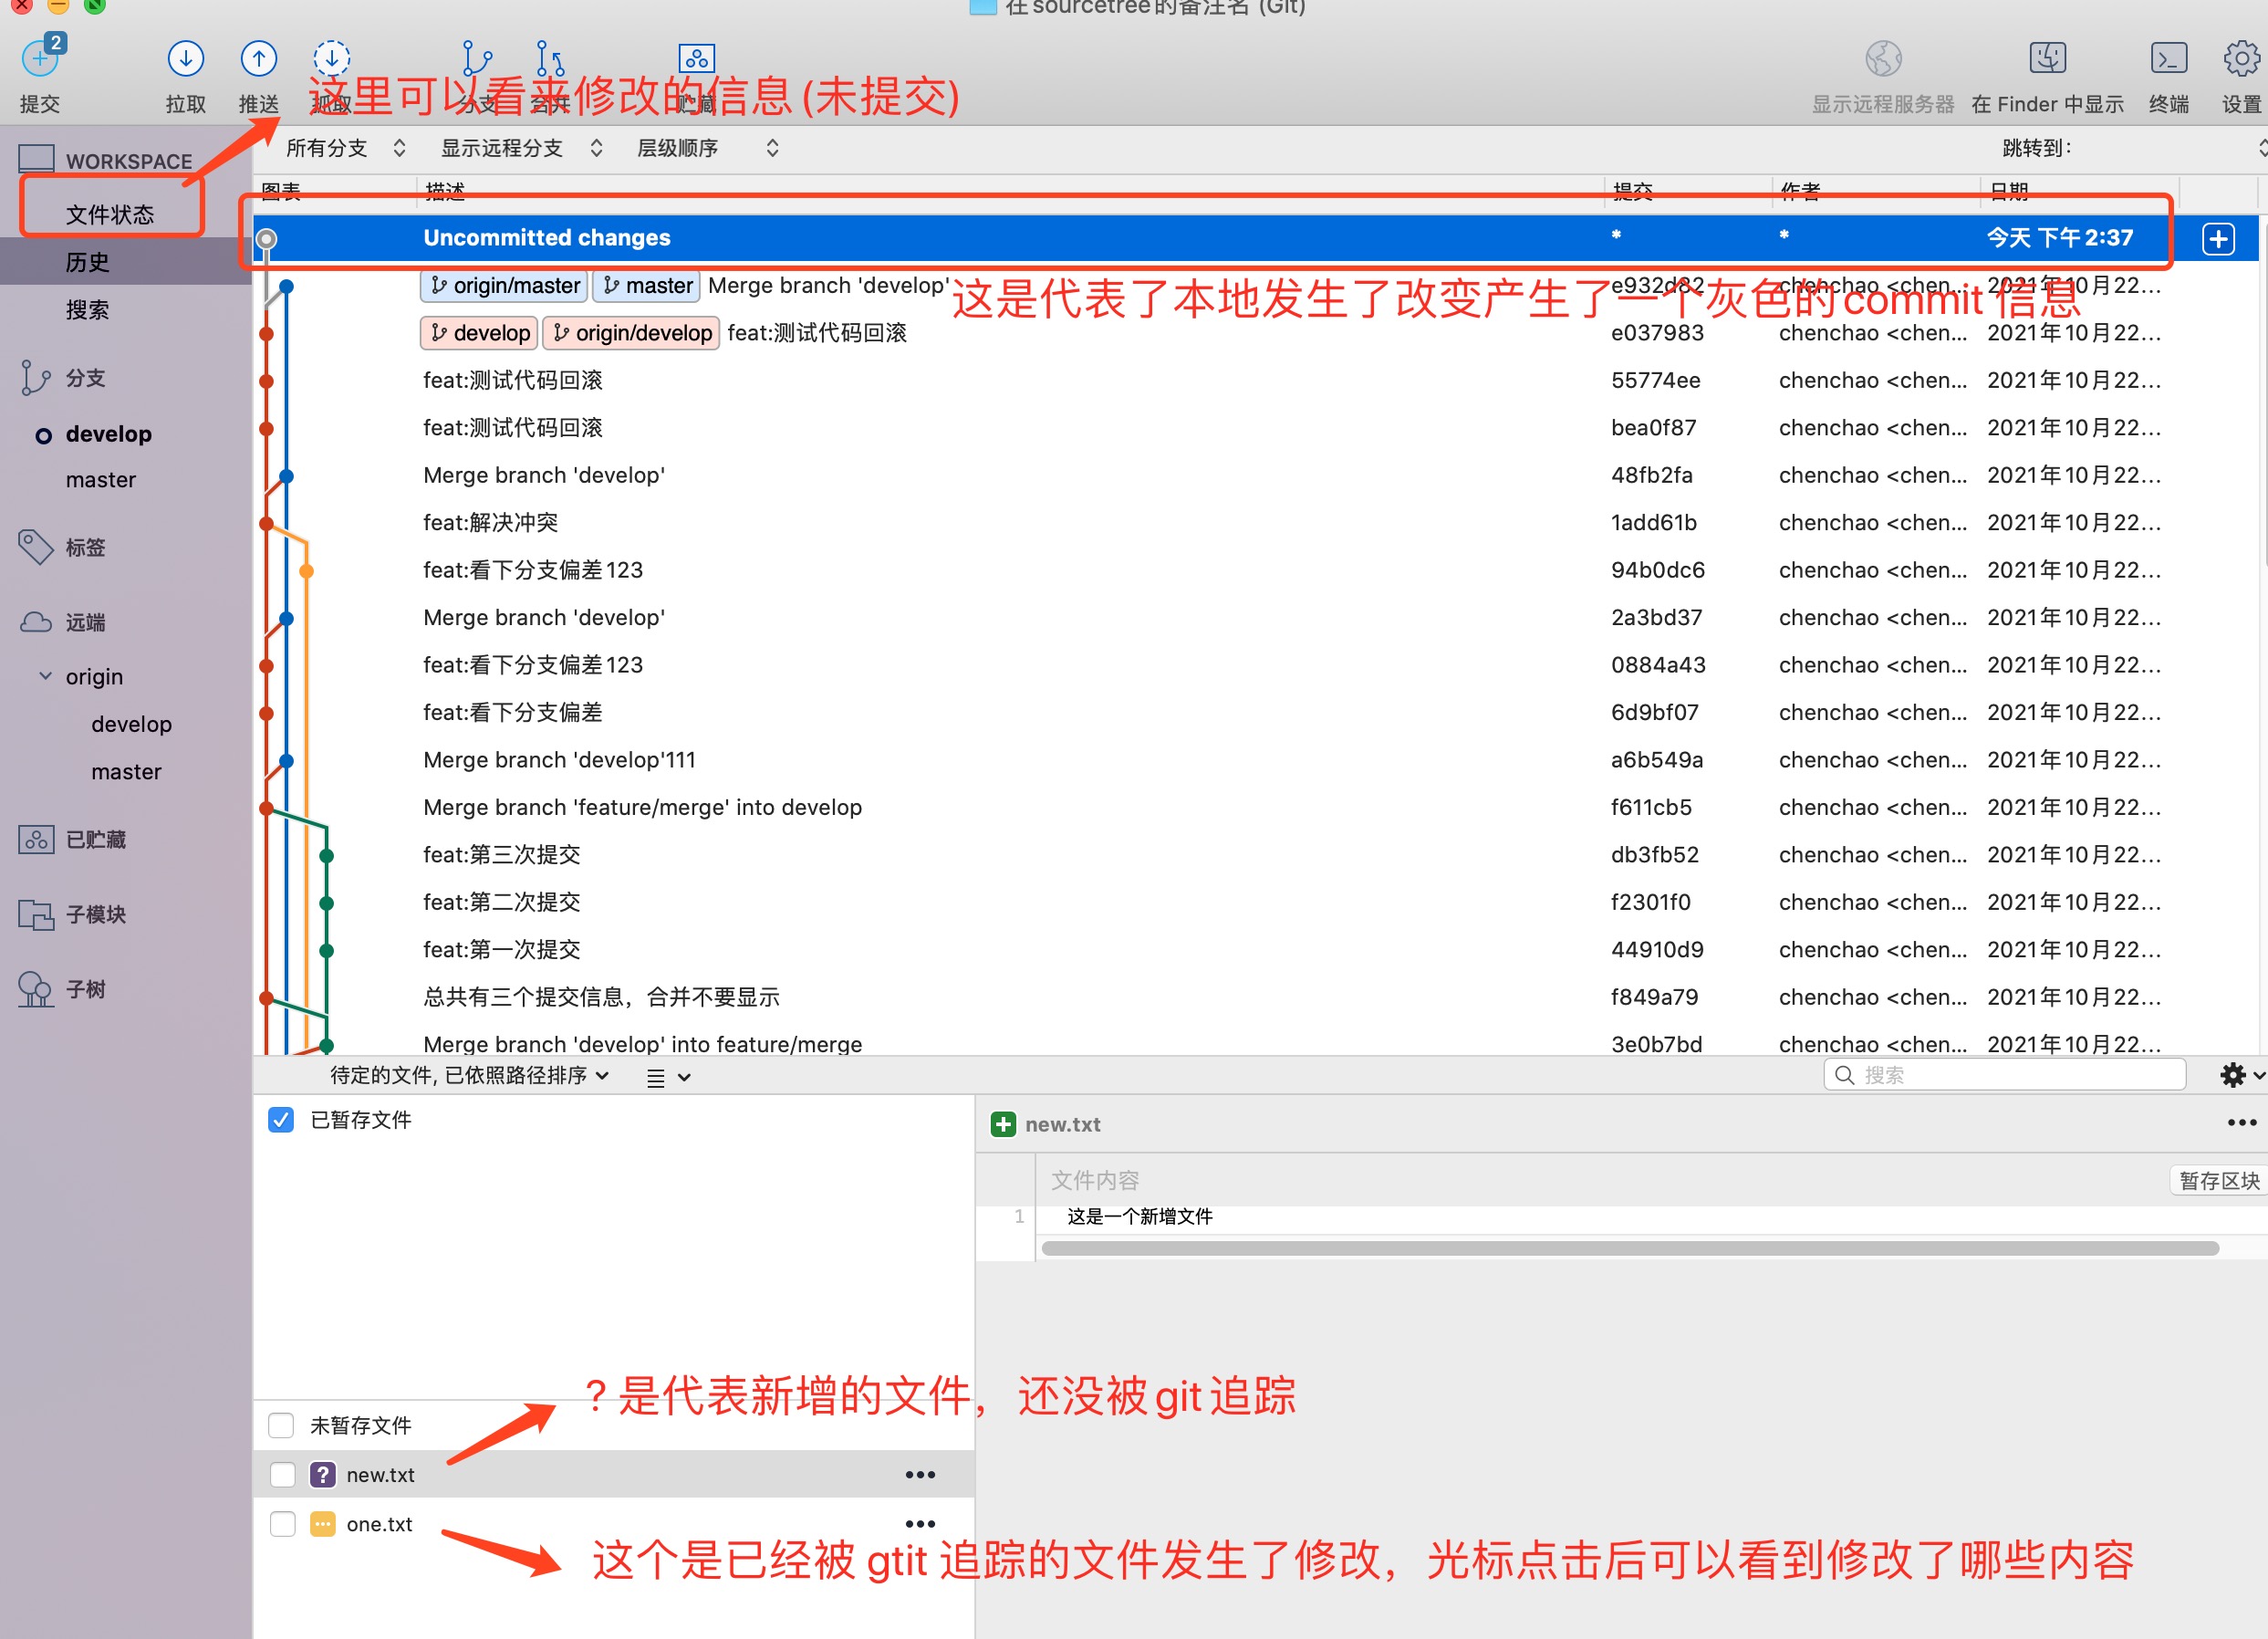 在sourcetree的备注名 (Git)
2
提交 拉取 推送 抓取 分支 合并 贮藏 显示远程服务器 在 Finder 中显示 终端 设置
这里可以看来修改的信息(未提交)
WORKSPACE
文件状态
历史
搜索
分支
develop
master
标签
远端
origin
develop
master
已贮藏
子模块
子树
所有分支 显示远程分支 层级顺序 跳转到:
图表 描述 提交 作者 日期
Uncommitted changes * * 今天 下午2:37
origin/master master Merge branch 'develop' e932d82 2021年10月22...
这是代表了本地发生了改变产生了一个灰色的commit 信息
develop origin/develop feat:测试代码回滚 e037983 chenchao <chen... 2021年10月22...
feat:测试代码回滚 55774ee chenchao <chen... 2021年10月22...
feat:测试代码回滚 bea0f87 chenchao <chen... 2021年10月22...
Merge branch 'develop' 48fb2fa chenchao <chen... 2021年10月22...
feat:解决冲突 1add61b chenchao <chen... 2021年10月22...
feat:看下分支偏差123 94b0dc6 chenchao <chen... 2021年10月22...
Merge branch 'develop' 2a3bd37 chenchao <chen... 2021年10月22...
feat:看下分支偏差123 0884a43 chenchao <chen... 2021年10月22...
feat:看下分支偏差 6d9bf07 chenchao <chen... 2021年10月22...
Merge branch 'develop'111 a6b549a chenchao <chen... 2021年10月22...
Merge branch 'feature/merge' into develop f611cb5 chenchao <chen... 2021年10月22...
feat:第三次提交 db3fb52 chenchao <chen... 2021年10月22...
feat:第二次提交 f2301f0 chenchao <chen... 2021年10月22...
feat:第一次提交 44910d9 chenchao <chen... 2021年10月22...
总共有三个提交信息，合并不要显示 f849a79 chenchao <chen... 2021年10月22...
Merge branch 'develop' into feature/merge 3e0b7bd chenchao <chen... 2021年10月22...
待定的文件, 已依照路径排序 搜索
已暂存文件
new.txt
文件内容 暂存区块
1 这是一个新增文件
? 是代表新增的文件，还没被git追踪
未暂存文件
? new.txt
one.txt
这个是已经被 gtit 追踪的文件发生了修改，光标点击后可以看到修改了哪些内容